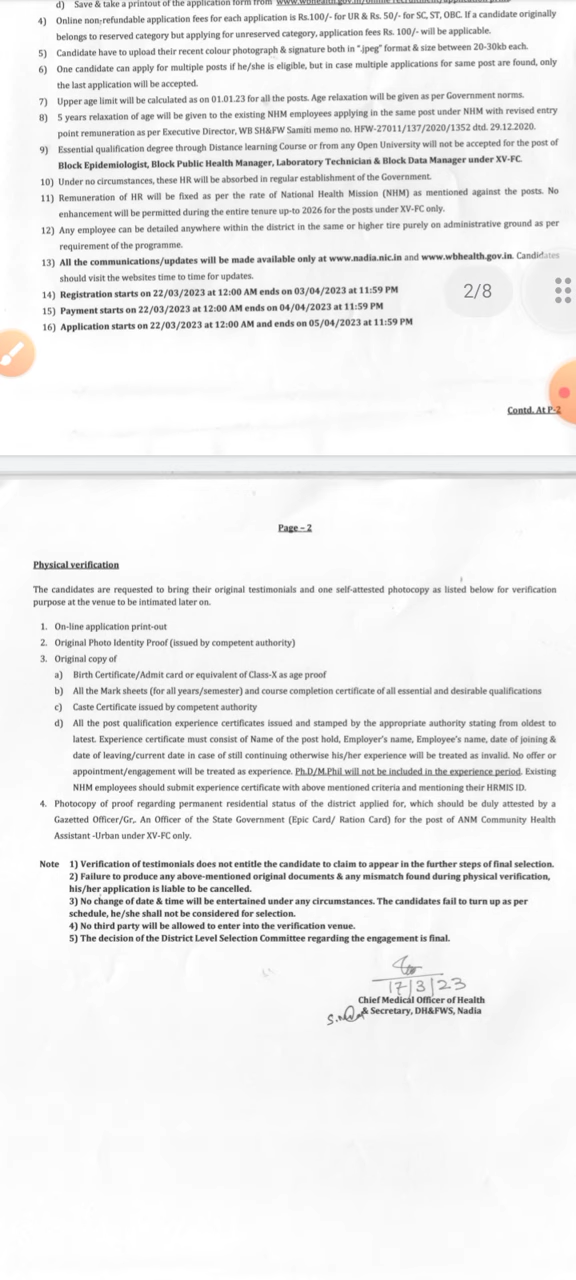 d) Save & take a printout of the application form from www.wbhealth.gov.in/online recruitment/
4) Online non-refundable application fees for each application is Rs.100/- for UR & Rs. 50/- for SC, ST, OBC. If a candidate originally
belongs to reserved category but applying for unreserved category, application fees Rs. 100/- will be applicable.
5) Candidate have to upload their recent colour photograph & signature both in ".jpeg" format & size between 20-30kb each.
6) One candidate can apply for multiple posts if he/she is eligible, but in case multiple applications for same post are found, only
the last application will be accepted.
7) Upper age limit will be calculated as on 01.01.23 for all the posts. Age relaxation will be given as per Government norms.
8) 5 years relaxation of age will be given to the existing NHM employees applying in the same post under NHM with revised entry
point remuneration as per Executive Director, WB SH&FW Samiti memo no. HFW-27011/137/2020/1352 dtd. 29.12.2020.
9) Essential qualification degree through Distance learning Course or from any Open University will not be accepted for the post of
Block Epidemiologist, Block Public Health Manager, Laboratory Technician & Block Data Manager under XV-FC.
10) Under no circumstances, these HR will be absorbed in regular establishment of the Government.
11) Remuneration of HR will be fixed as per the rate of National Health Mission (NHM) as mentioned against the posts. No
enhancement will be permitted during the entire tenure up-to 2026 for the posts under XV-FC only.
12) Any employee can be detailed anywhere within the district in the same or higher tire purely on administrative ground as per
requirement of the programme.
13) All the communications/updates will be made available only at www.nadia.nic.in and www.wbhealth.gov.in. Candidates
should visit the websites time to time for updates.
14) Registration starts on 22/03/2023 at 12:00 AM ends on 03/04/2023 at 11:59 PM
2/8
15) Payment starts on 22/03/2023 at 12:00 AM ends on 04/04/2023 at 11:59 PM
16) Application starts on 22/03/2023 at 12:00 AM and ends on 05/04/2023 at 11:59 PM
Contd. At P-2
Page – 2
Physical verification
The candidates are requested to bring their original testimonials and one self-attested photocopy as listed below for verification
purpose at the venue to be intimated later on.
1. On-line application print-out
2. Original Photo Identity Proof (issued by competent authority)
3. Original copy of
a) Birth Certificate/Admit card or equivalent of Class-X as age proof
b) All the Mark sheets (for all years/semester) and course completion certificate of all essential and desirable qualifications
c) Caste Certificate issued by competent authority
d) All the post qualification experience certificates issued and stamped by the appropriate authority stating from oldest to
latest. Experience certificate must consist of Name of the post hold, Employer's name, Employee's name, date of joining &
date of leaving/current date in case of still continuing otherwise his/her experience will be treated as invalid. No offer or
appointment/engagement will be treated as experience. Ph.D/M.Phil will not be included in the experience period. Existing
NHM employees should submit experience certificate with above mentioned criteria and mentioning their HRMIS ID.
4. Photocopy of proof regarding permanent residential status of the district applied for, which should be duly attested by a
Gazetted Officer/Gr. An Officer of the State Government (Epic Card/ Ration Card) for the post of ANM Community Health
Assistant -Urban under XV-FC only.
Note 1) Verification of testimonials does not entitle the candidate to claim to appear in the further steps of final selection.
2) Failure to produce any above-mentioned original documents & any mismatch found during physical verification,
his/her application is liable to be cancelled.
3) No change of date & time will be entertained under any circumstances. The candidates fail to turn up as per
schedule, he/she shall not be considered for selection.
4) No third party will be allowed to enter into the verification venue.
5) The decision of the District Level Selection Committee regarding the engagement is final.
17/3/23
Chief Medical Officer of Health
& Secretary, DH&FWS, Nadia